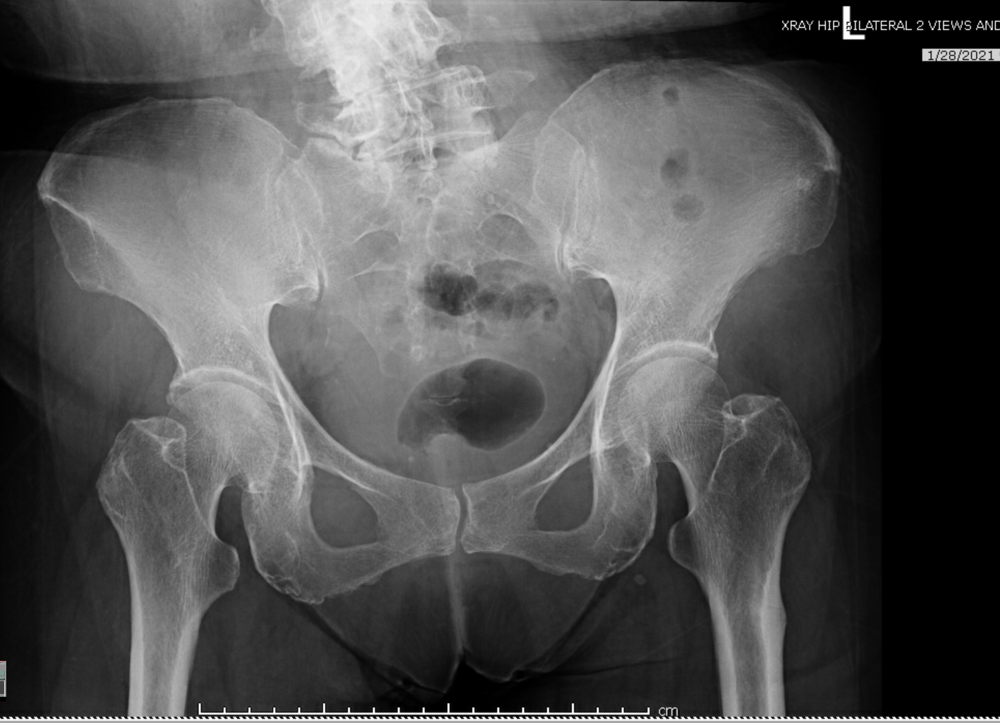 L
XRAY HIP BILATERAL 2 VIEWS AND
1/28/2021
cm